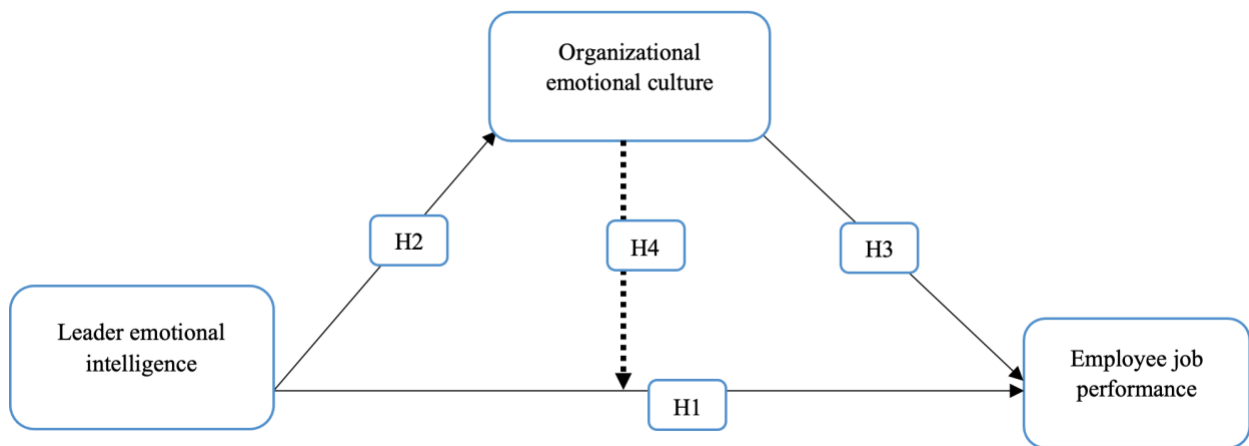 Organizational
emotional culture
H2
H4
H3
Leader emotional
intelligence
Employee job
performance
H1